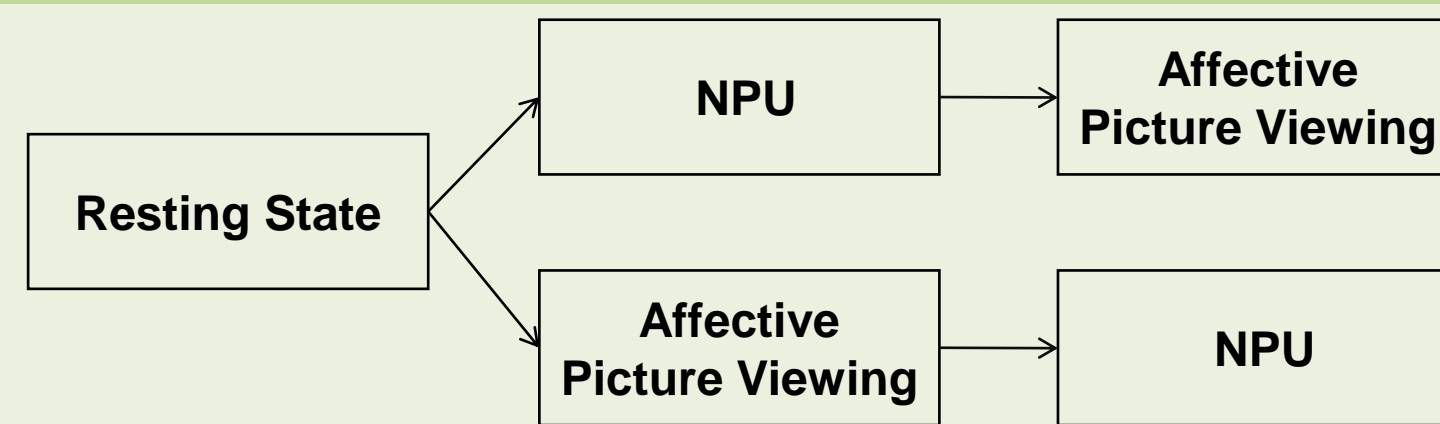 Resting State
NPU
Affective
Picture Viewing
Affective
Picture Viewing
NPU